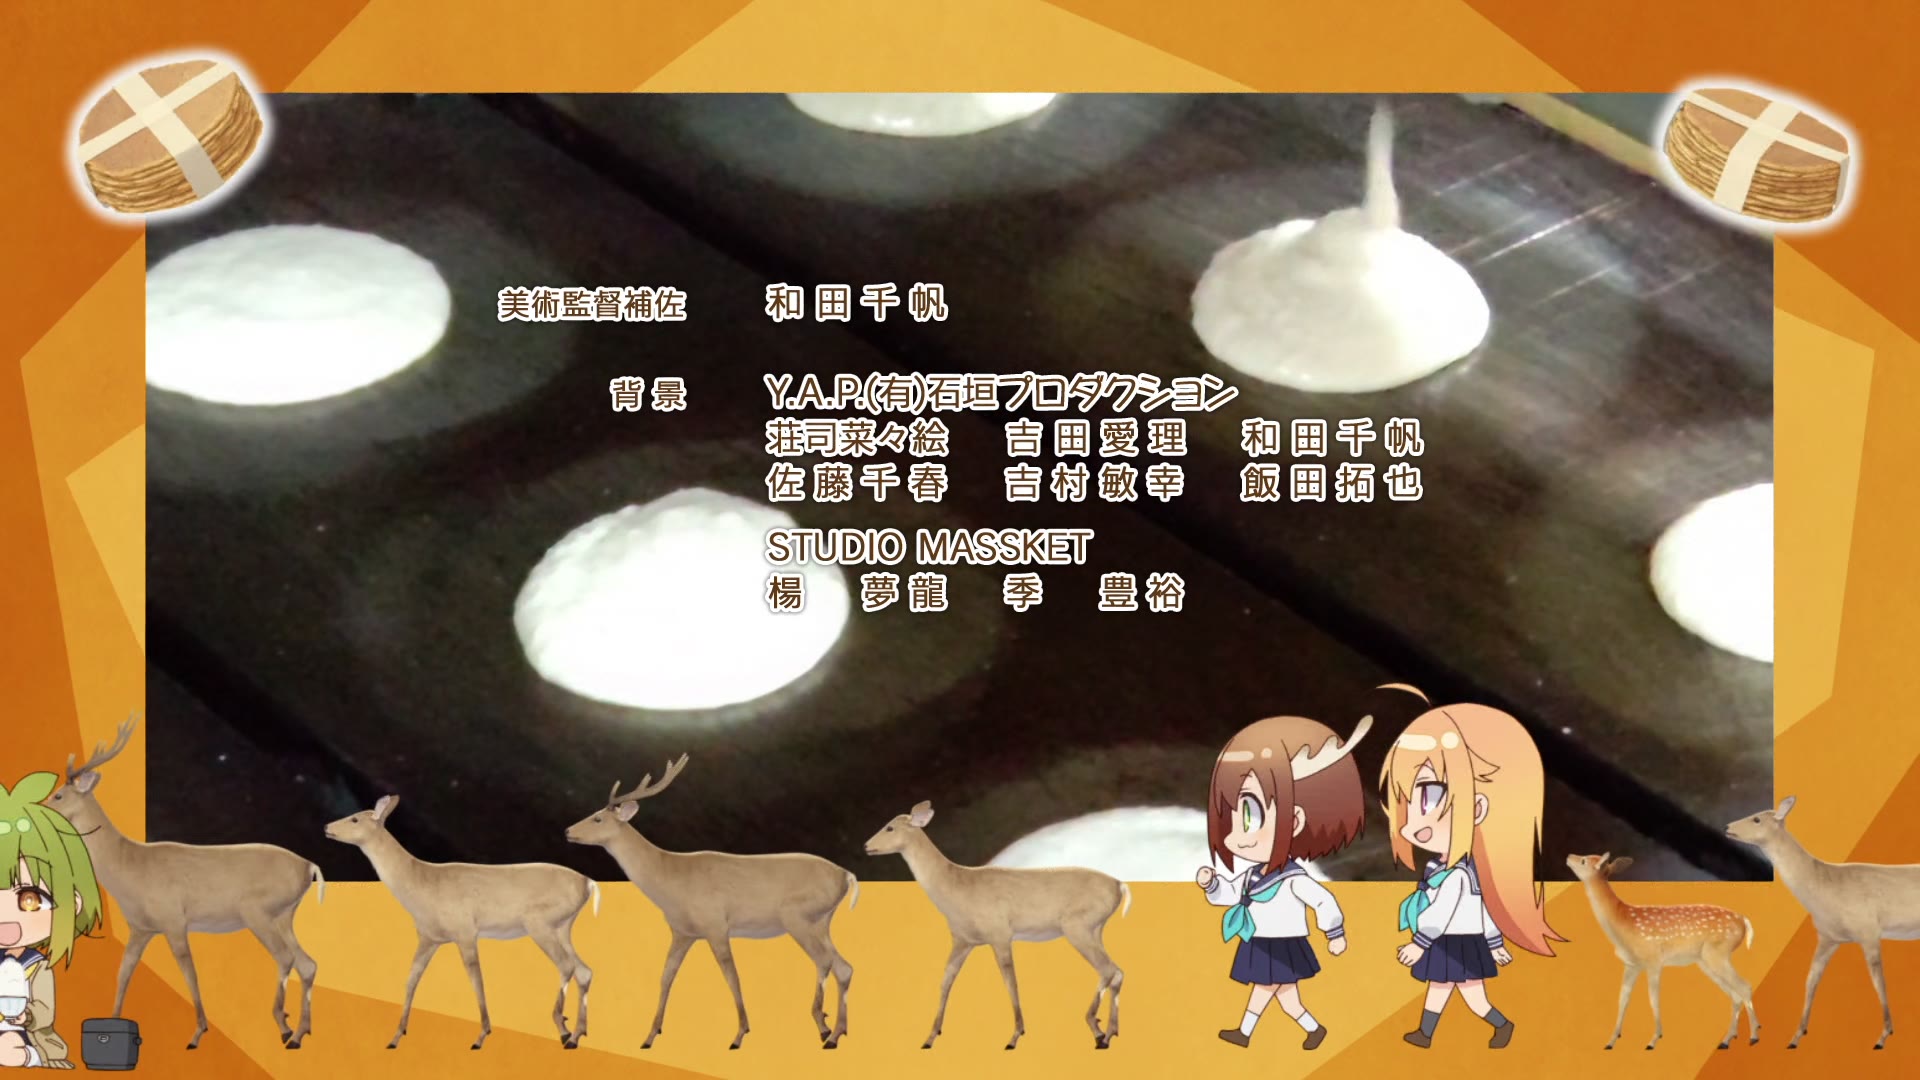 美術監督補佐 和田千帆
背景 Y.A.P.(有)石垣プロダクション
荘司菜々絵 吉田愛理 和田千帆
佐藤千春 吉村敏幸 飯田拓也
STUDIO MASSKET
楊 夢龍 季 豊裕